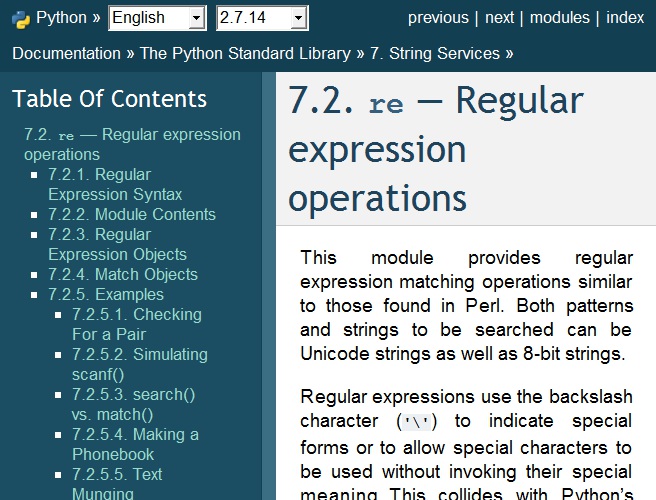 Python » English 2.7.14 previous | next | modules | index
Documentation » The Python Standard Library » 7. String Services »
Table Of Contents
7.2. re — Regular expression
operations
7.2.1. Regular
Expression Syntax
7.2.2. Module Contents
7.2.3. Regular
Expression Objects
7.2.4. Match Objects
7.2.5. Examples
7.2.5.1. Checking
For a Pair
7.2.5.2. Simulating
scanf()
7.2.5.3. search()
vs. match()
7.2.5.4. Making a
Phonebook
7.2.5.5. Text
Munging
7.2. re — Regular
expression
operations
This module provides regular
expression matching operations similar
to those found in Perl. Both patterns
and strings to be searched can be
Unicode strings as well as 8-bit strings.
Regular expressions use the backslash
character ('\') to indicate special
forms or to allow special characters to
be used without invoking their special
meaning. This collides with Python’s